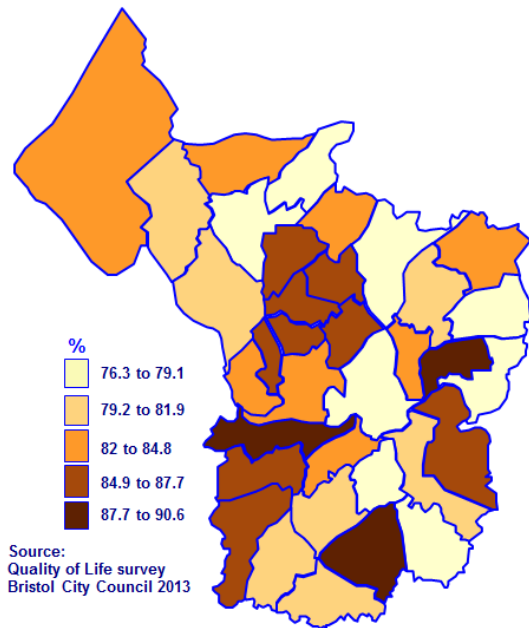 %
76.3 to 79.1
79.2 to 81.9
82 to 84.8
84.9 to 87.7
87.7 to 90.6
Source:
Quality of Life survey
Bristol City Council 2013